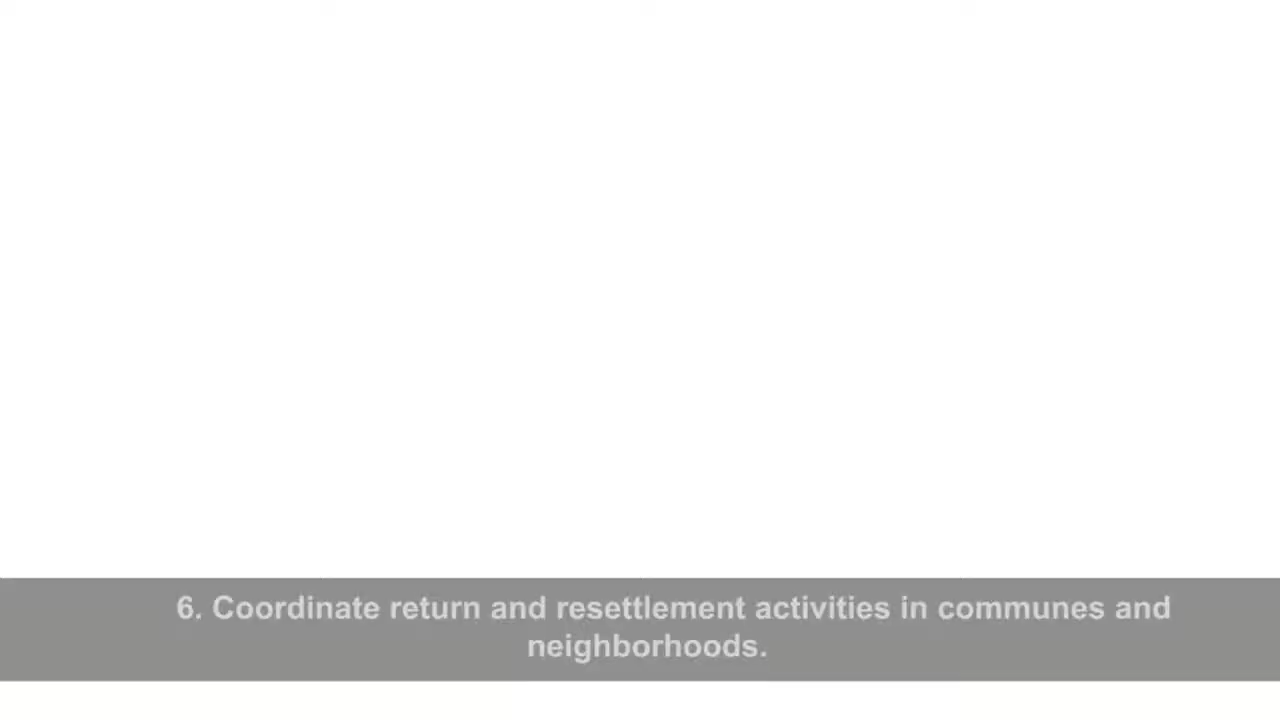 6. Coordinate return and resettlement activities in communes and
neighborhoods.